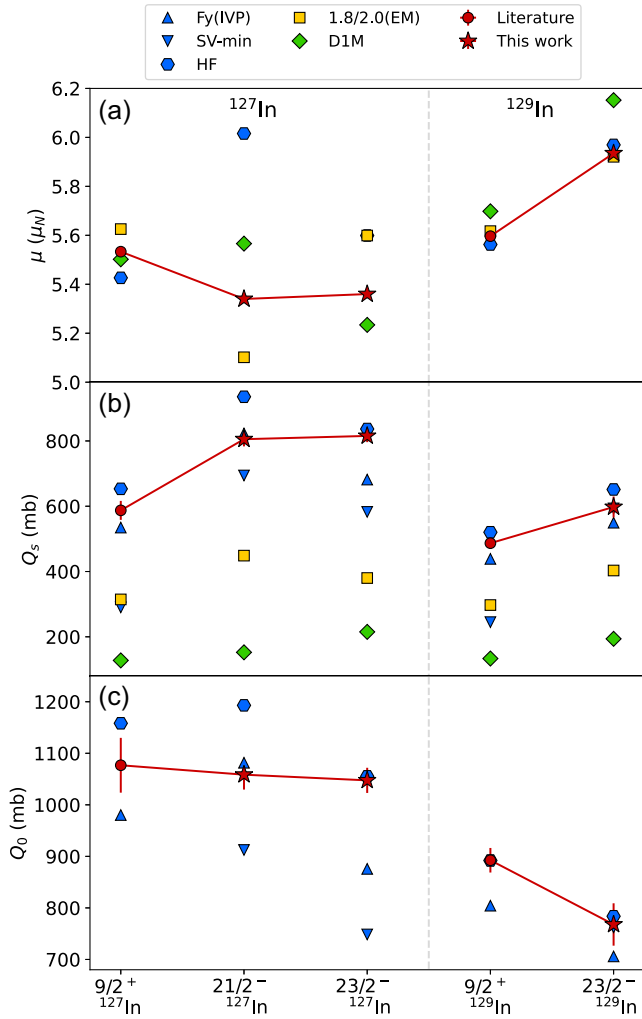 Fy(IVP)
SV-min
HF
1.8/2.0(EM)
D1M
Literature
This work
(a)
¹²⁷In
¹²⁹In
6.2
6.0
5.8
5.6
5.4
5.2
5.0
μ (μ_N)
(b)
800
600
400
200
Q_s (mb)
(c)
1200
1100
1000
900
800
700
Q_0 (mb)
9/2⁺
¹²⁷In
21/2⁻
¹²⁷In
23/2⁻
¹²⁷In
9/2⁺
¹²⁹In
23/2⁻
¹²⁹In